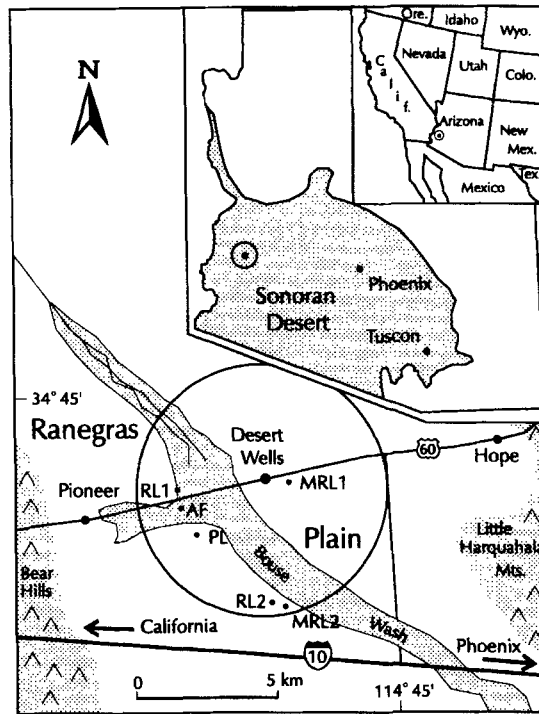 Ore.
Idaho
Wyo.
Nevada
Utah
Colo.
Calif.
Arizona
New Mex.
Tex
Mexico
N
Phoenix
Sonoran
Desert
Tuscon
34° 45'
Ranegras
Desert
Wells
60
Hope
Pioneer
RL1
MRL1
AF
PL
Plain
Little
Harquahala
Mts.
Bouse
Wash
Bear
Hills
RL2
MRL2
California
Phoenix
10
0
5 km
114° 45'